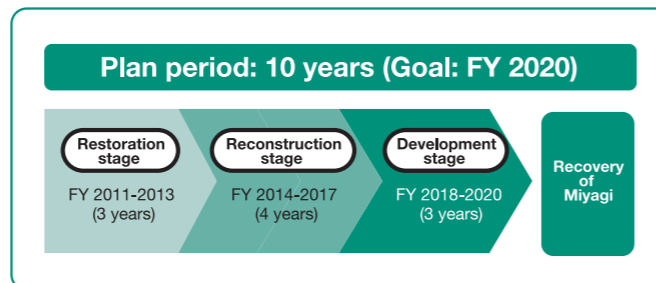 Plan period: 10 years (Goal: FY 2020)
Restoration
stage
FY 2011-2013
(3 years)
Reconstruction
stage
FY 2014-2017
(4 years)
Development
stage
FY 2018-2020
(3 years)
Recovery
of
Miyagi